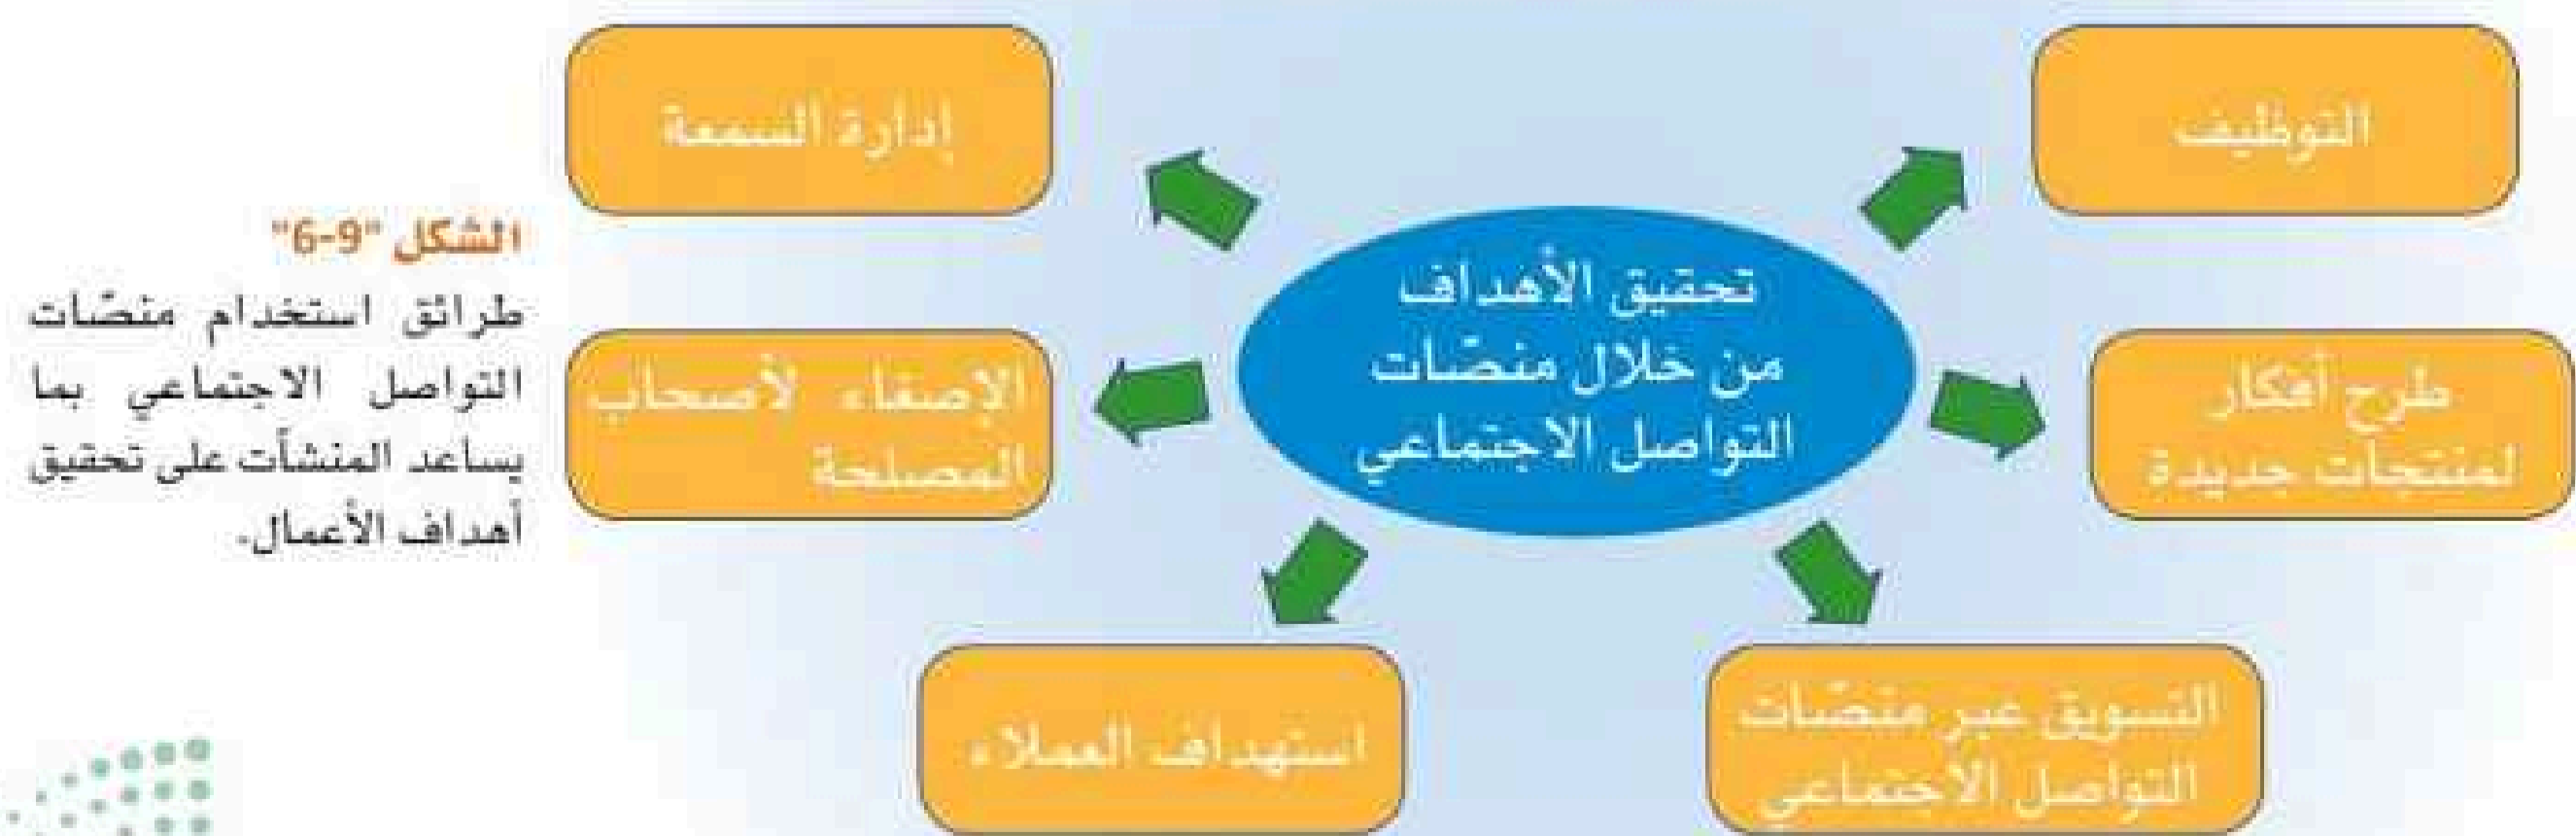 التوظيف
إدارة السمعة
تحقيق الأهداف
من خلال منصّات
التواصل الاجتماعي
طرح أفكار
لمنتجات جديدة
الإصغاء لأصحاب
المصلحة
التسويق عبر منصّات
التواصل الاجتماعي
استهداف العملاء
الشكل "9-6"
طرائق استخدام منصّات
التواصل الاجتماعي بما
يساعد المنشآت على تحقيق
أهداف الأعمال.